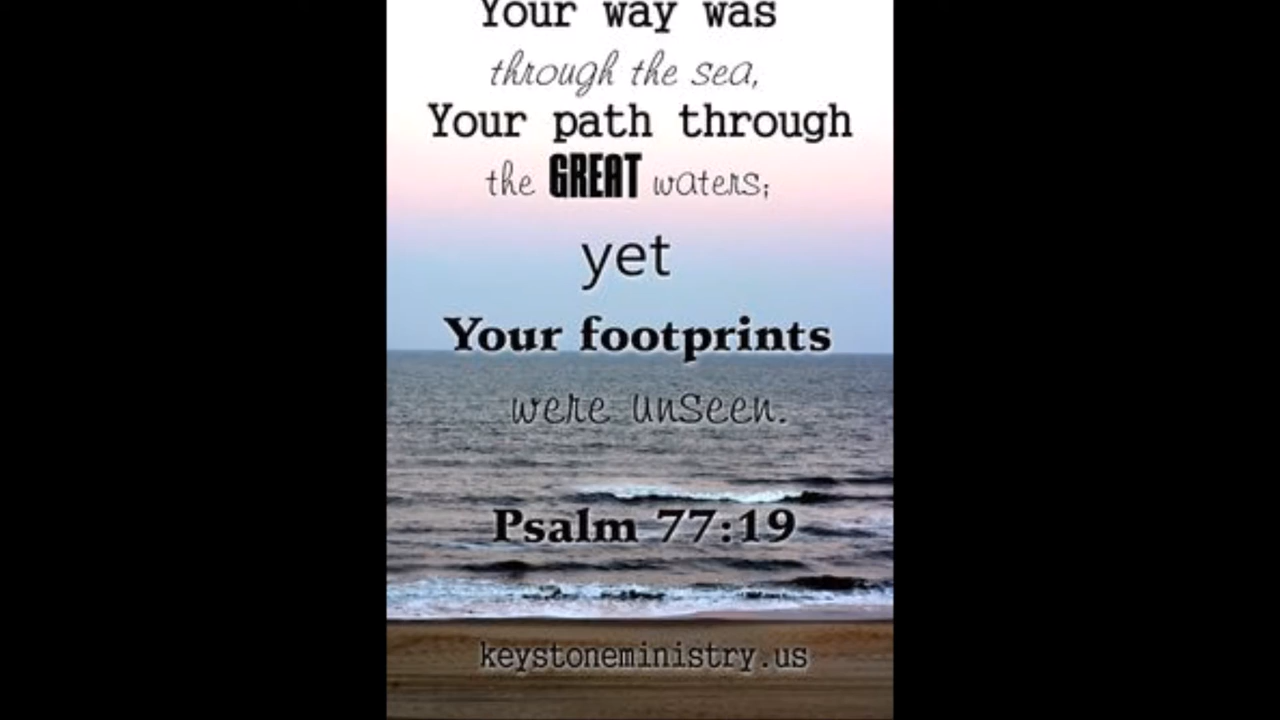 Your way was
through the sea,
Your path through
the GREAT waters;
yet
Your footprints
were unseen.
Psalm 77:19
keystoneministry.us